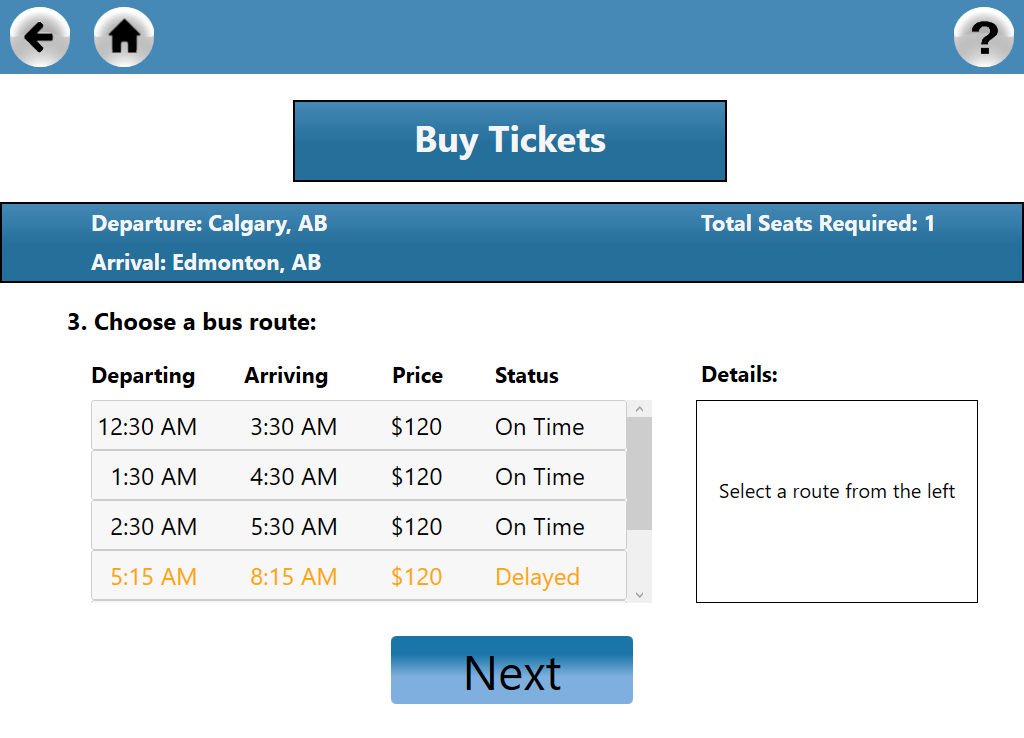 ?
Buy Tickets
Departure: Calgary, AB
Total Seats Required: 1
Arrival: Edmonton, AB
3. Choose a bus route:
Departing Arriving Price Status
Details:
12:30 AM 3:30 AM $120 On Time
1:30 AM 4:30 AM $120 On Time
2:30 AM 5:30 AM $120 On Time
5:15 AM 8:15 AM $120 Delayed
Select a route from the left
Next